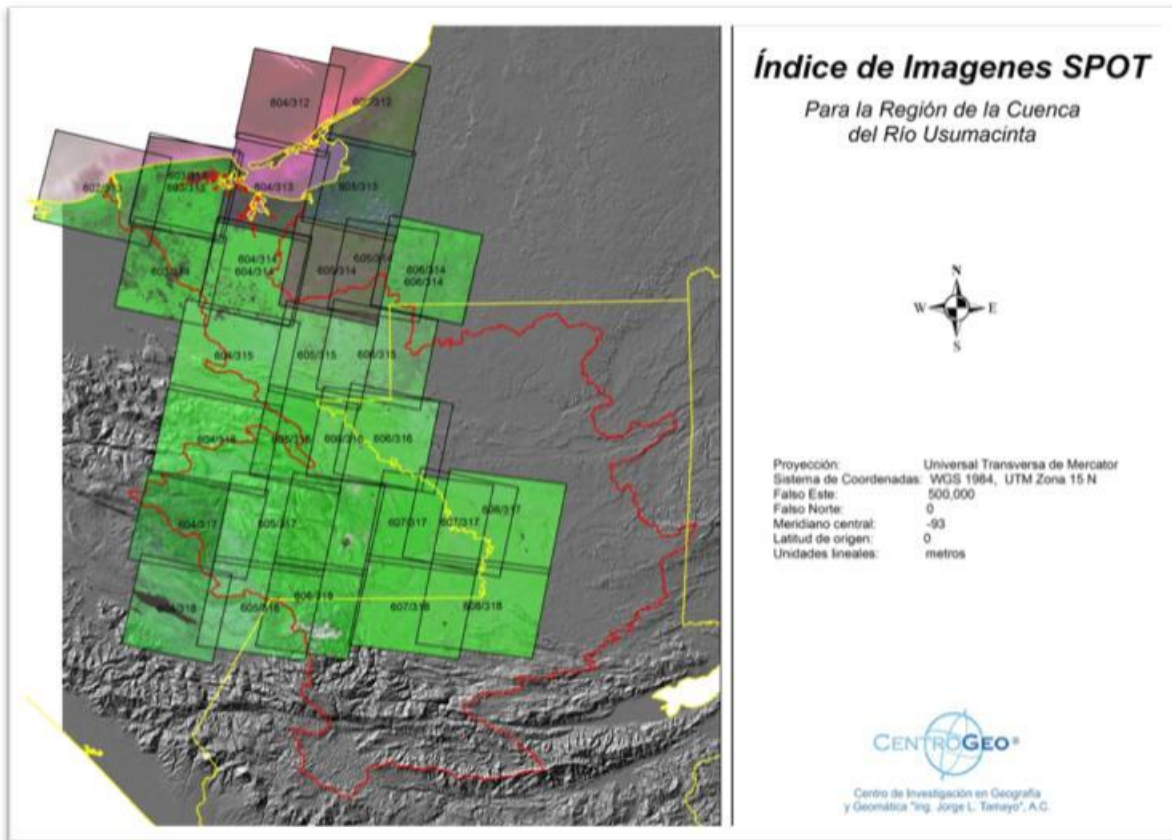 Índice de Imagenes SPOT
Para la Región de la Cuenca
del Río Usumacinta
N
W E
S
Proyección: Universal Transversa de Mercator
Sistema de Coordenadas: WGS 1984, UTM Zona 15 N
Falso Este: 500,000
Falso Norte: 0
Meridiano central: -93
Latitud de origen: 0
Unidades lineales: metros
CENTROGEO®
Centro de Investigación en Geografía
y Geomática "Ing. Jorge L. Tamayo", A.C.
604/312
604/313
605/313
604/314
604/314
605/314
605/314
606/314
606/314
604/315
605/315
606/315
604/316
606/316
606/316
604/317
605/317
607/317
607/317
608/317
606/318
607/318
608/318